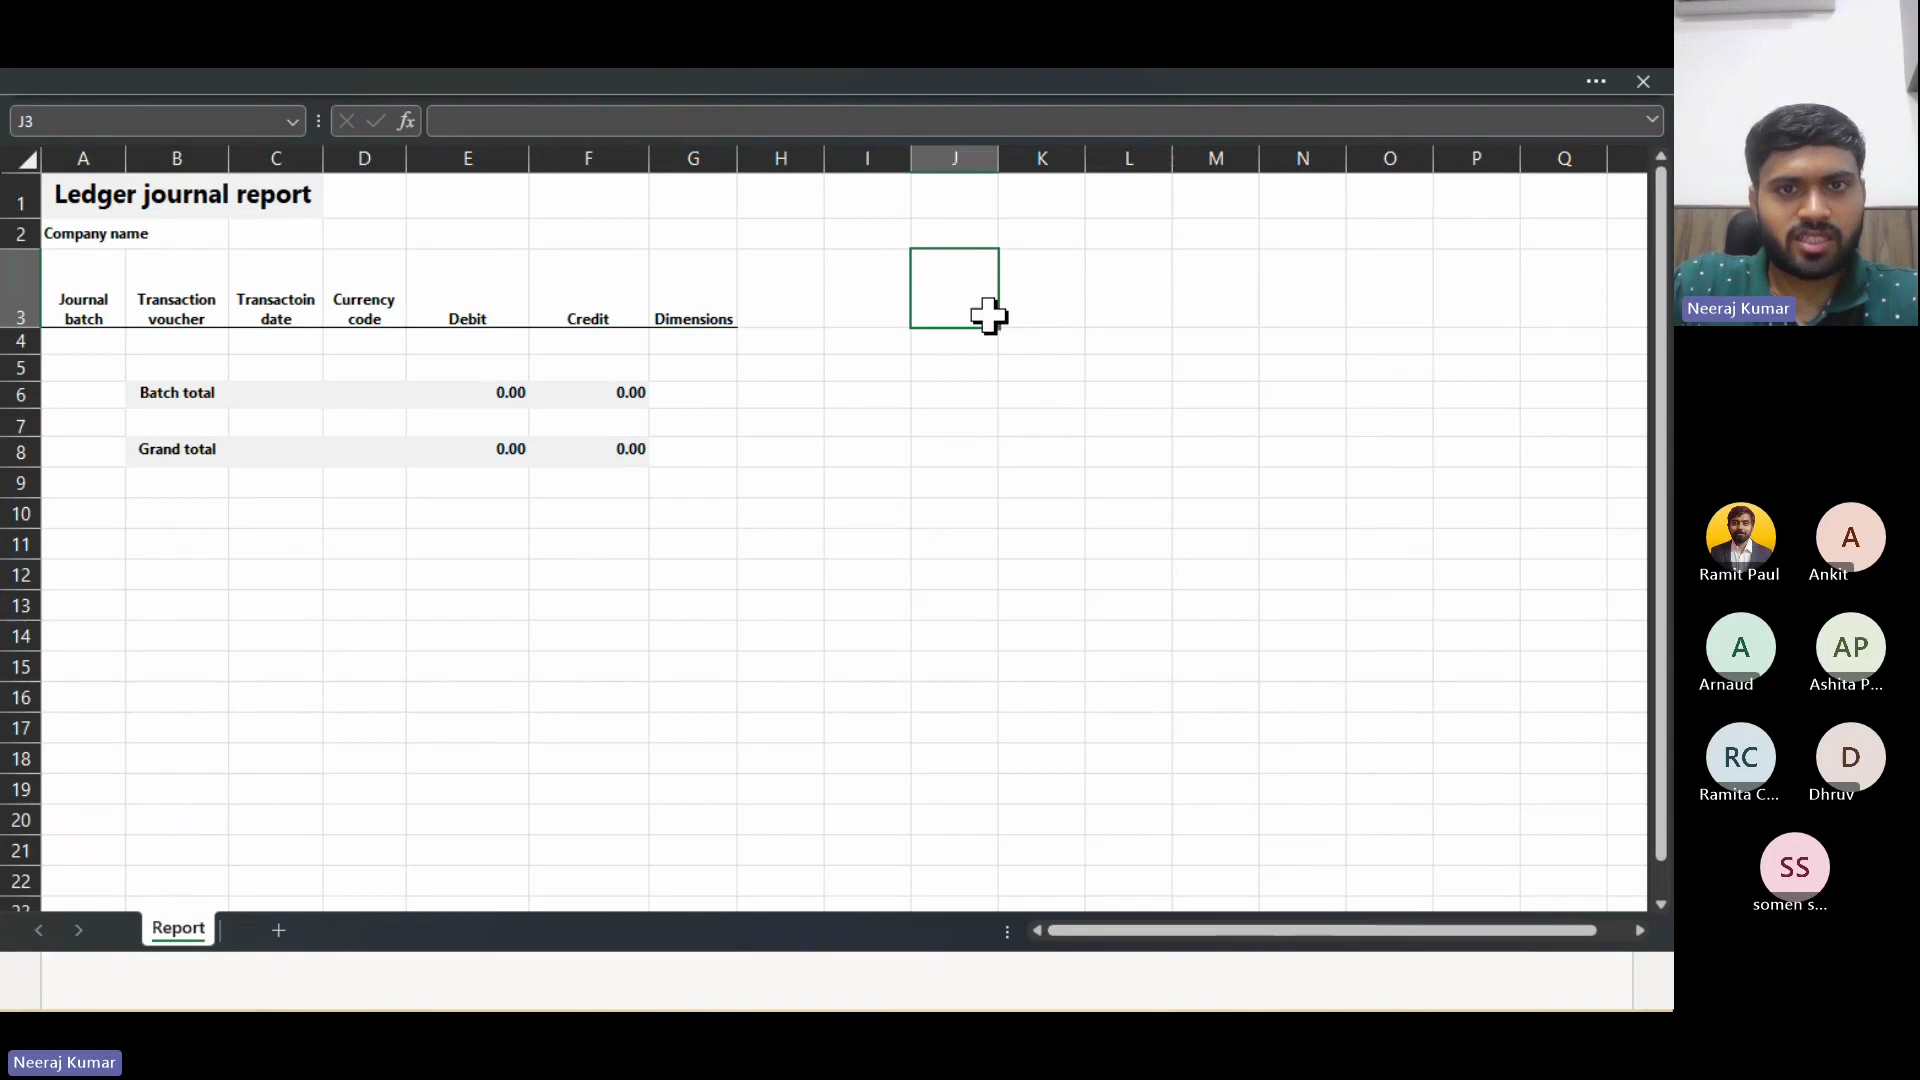 J3
fx
A B C D E F G H I J K L M N O P Q
1 Ledger journal report
2 Company name
3 Journal batch Transaction voucher Transactoin date Currency code Debit Credit Dimensions
4
5
6 Batch total 0.00 0.00
7
8 Grand total 0.00 0.00
9
10
11
12
13
14
15
16
17
18
19
20
21
22
23
Report
Neeraj Kumar
Ramit Paul
A
Ankit
A
Arnaud
AP
Ashita P...
RC
Ramita C...
D
Dhruv
SS
somen s...
Neeraj Kumar